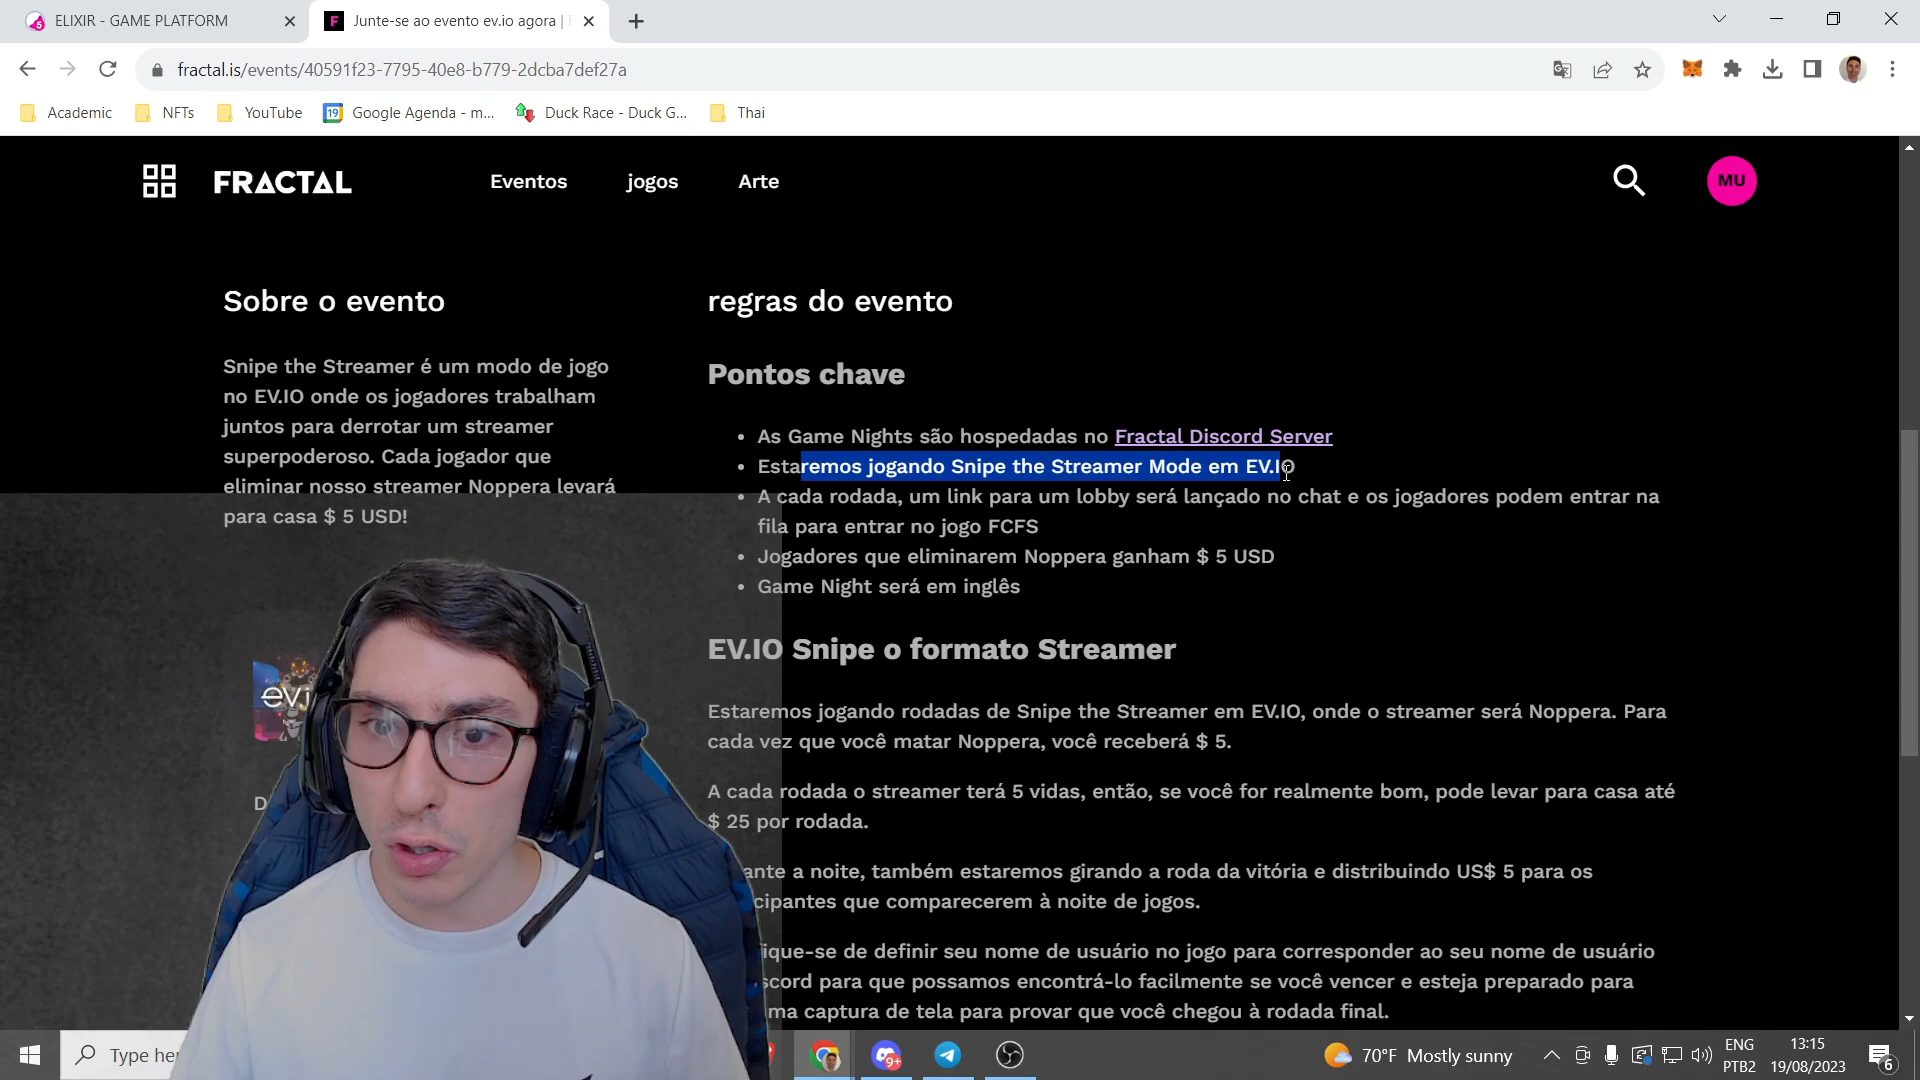 ELIXIR - GAME PLATFORM
Junte-se ao evento ev.io agora |
fractal.is/events/40591f23-7795-40e8-b779-2dcba7def27a
Academic NFTs YouTube Google Agenda - m... Duck Race - Duck G... Thai
FRACTAL Eventos jogos Arte MU
Sobre o evento
Snipe the Streamer é um modo de jogo
no EV.IO onde os jogadores trabalham
juntos para derrotar um streamer
superpoderoso. Cada jogador que
eliminar nosso streamer Noppera levará
para casa $ 5 USD!
regras do evento
Pontos chave
As Game Nights são hospedadas no Fractal Discord Server
Estaremos jogando Snipe the Streamer Mode em EV.IO
A cada rodada, um link para um lobby será lançado no chat e os jogadores podem entrar na
fila para entrar no jogo FCFS
Jogadores que eliminarem Noppera ganham $ 5 USD
Game Night será em inglês
EV.IO Snipe o formato Streamer
Estaremos jogando rodadas de Snipe the Streamer em EV.IO, onde o streamer será Noppera. Para
cada vez que você matar Noppera, você receberá $ 5.
A cada rodada o streamer terá 5 vidas, então, se você for realmente bom, pode levar para casa até
$ 25 por rodada.
a noite, também estaremos girando a roda da vitória e distribuindo US$ 5 para os
que comparecerem à noite de jogos.
de definir seu nome de usuário no jogo para corresponder ao seu nome de usuário
para que possamos encontrá-lo facilmente se você vencer e esteja preparado para
captura de tela para provar que você chegou à rodada final.
evi
D
Type her
70°F Mostly sunny
ENG
PTB2
13:15
19/08/2023
6
9+